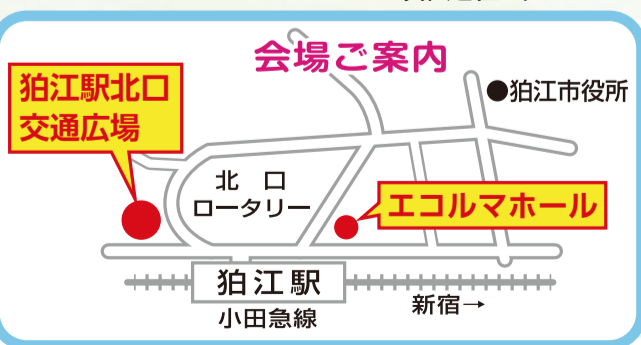 会場ご案内
狛江駅北口
交通広場
●狛江市役所
北口
ロータリー
エコルマホール
狛江駅
小田急線
新宿→